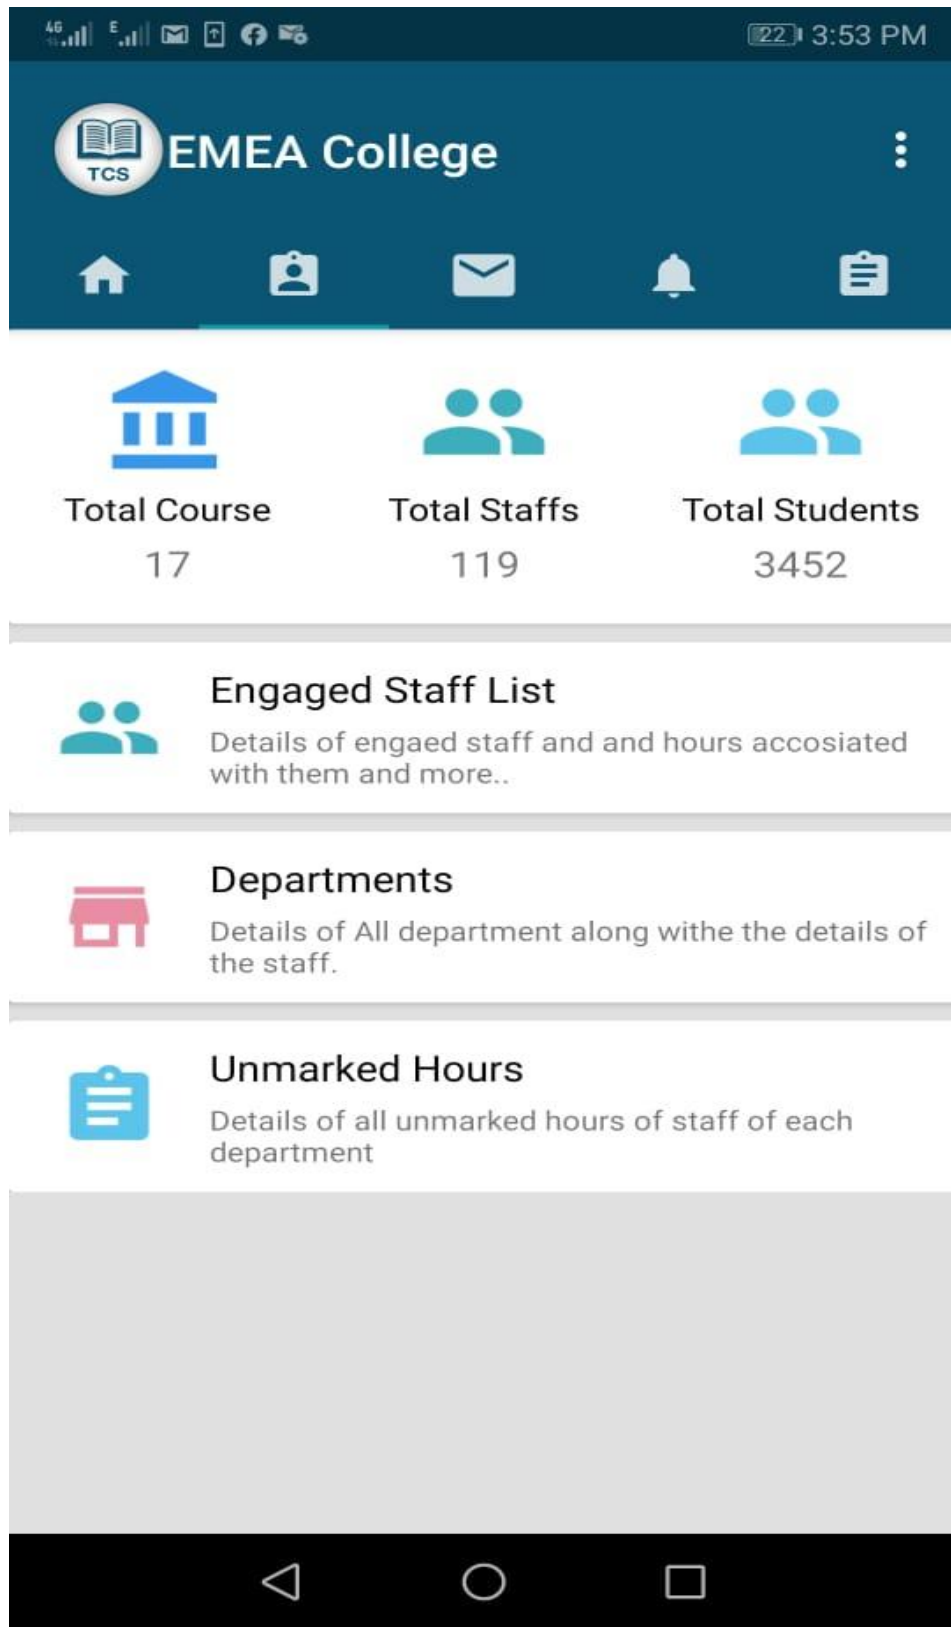 4G E 22 3:53 PM
TCS
EMEA College
Total Course Total Staffs Total Students
17 119 3452
Engaged Staff List
Details of engaed staff and and hours accosiated
with them and more..
Departments
Details of All department along withe the details of
the staff.
Unmarked Hours
Details of all unmarked hours of staff of each
department